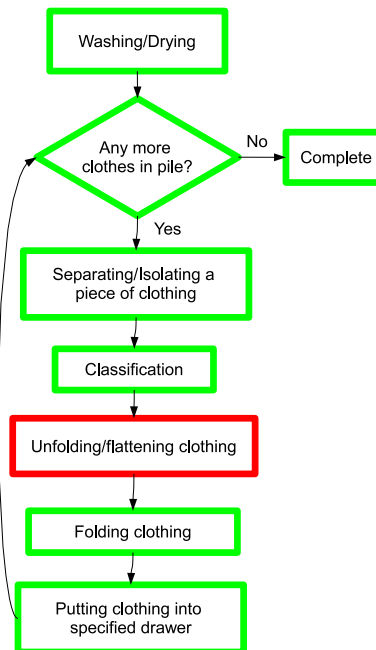 Washing/Drying
Any more
clothes in pile?
No
Complete
Yes
Separating/Isolating a
piece of clothing
Classification
Unfolding/flattening clothing
Folding clothing
Putting clothing into
specified drawer